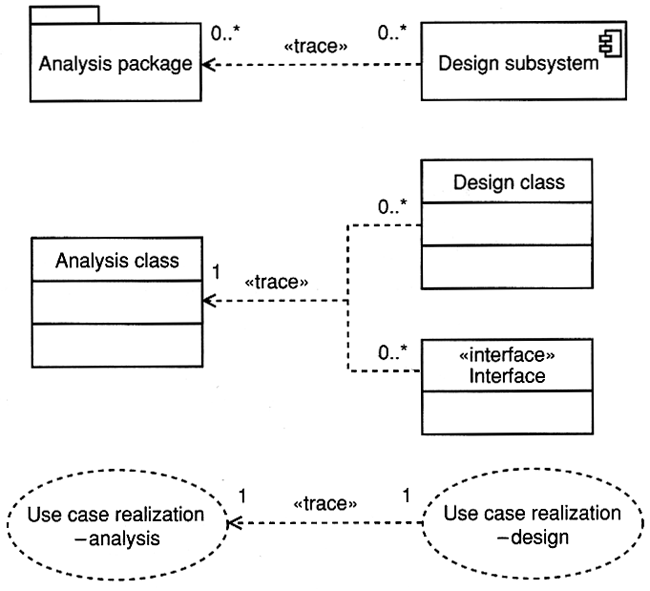 0..*
«trace»
0..*
Analysis package
Design subsystem
Design class
0..*
Analysis class
1
«trace»
0..*
«interface»
Interface
1
«trace»
1
Use case realization
–analysis
Use case realization
–design